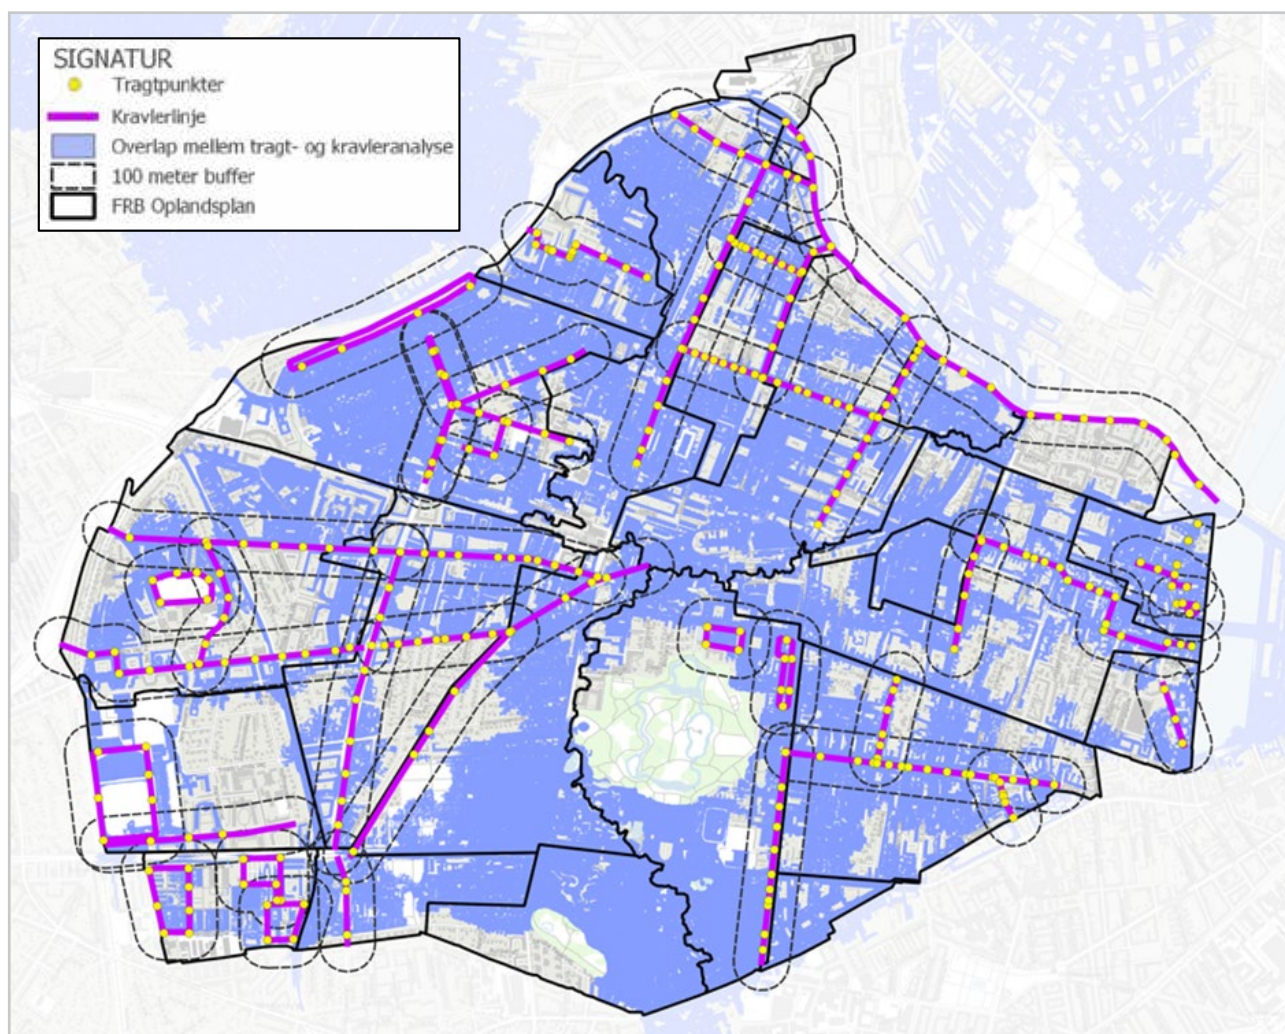 SIGNATUR
Tragtpunkter
Kravlerlinje
Overlap mellem tragt- og kravleranalyse
100 meter buffer
FRB Oplandsplan